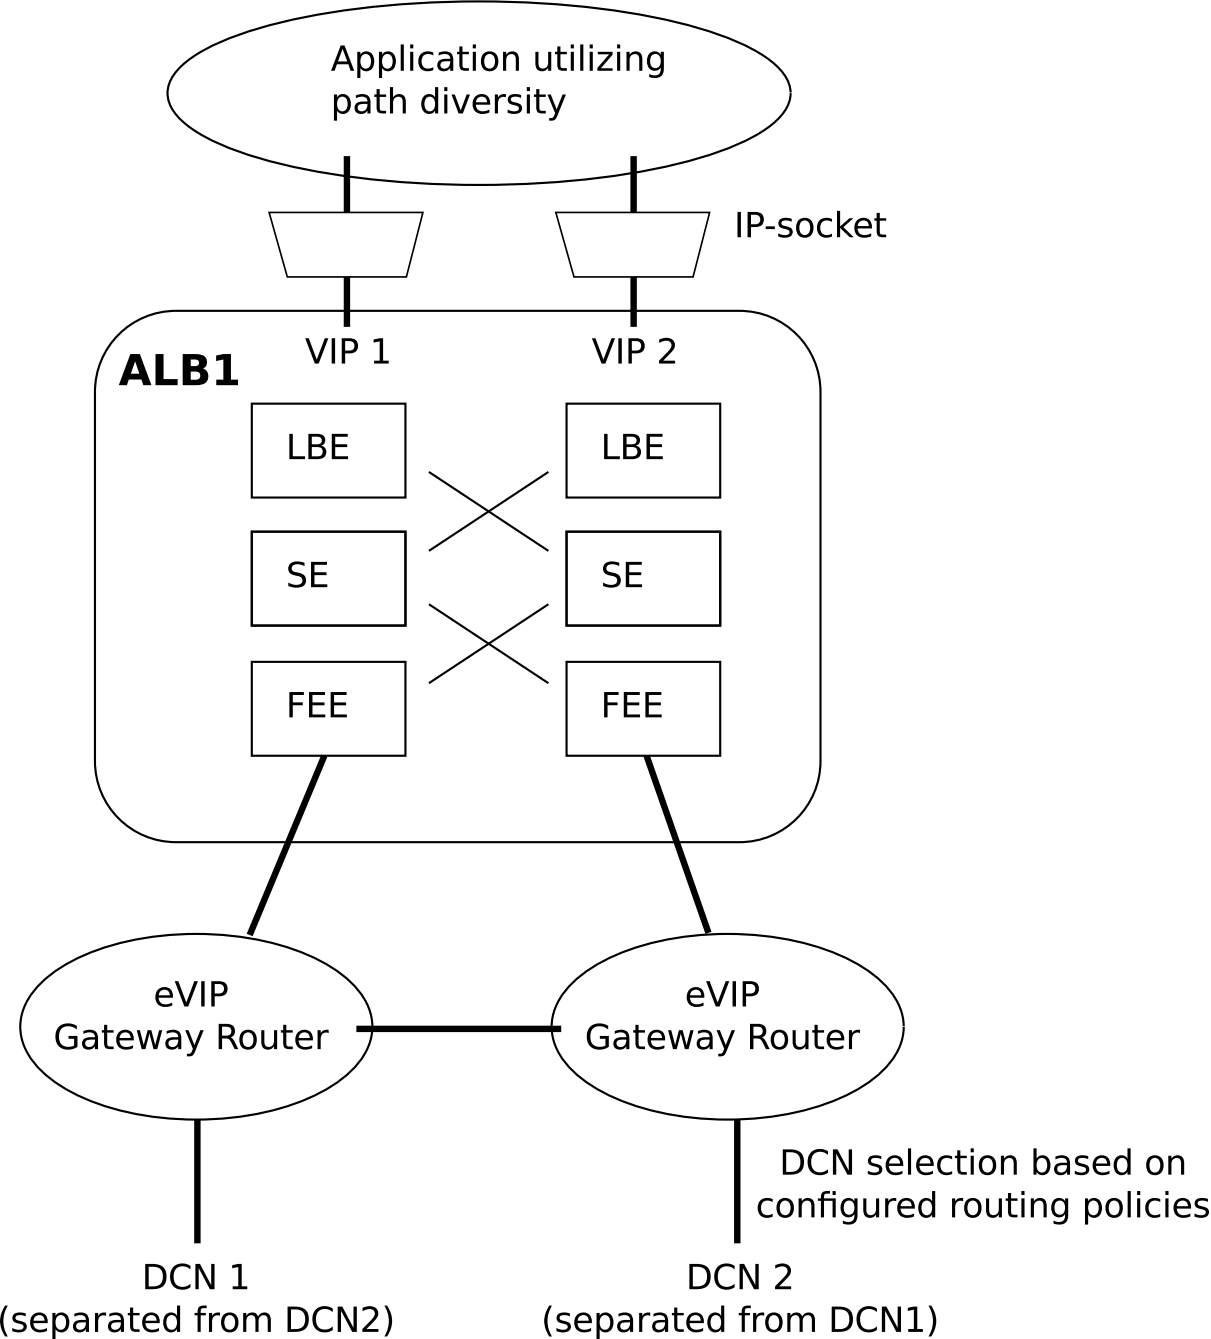 Application utilizing
path diversity
IP-socket
VIP 1
VIP 2
ALB1
LBE
LBE
SE
SE
FEE
FEE
eVIP
Gateway Router
eVIP
Gateway Router
DCN selection based on
configured routing policies
DCN 1
(separated from DCN2)
DCN 2
(separated from DCN1)